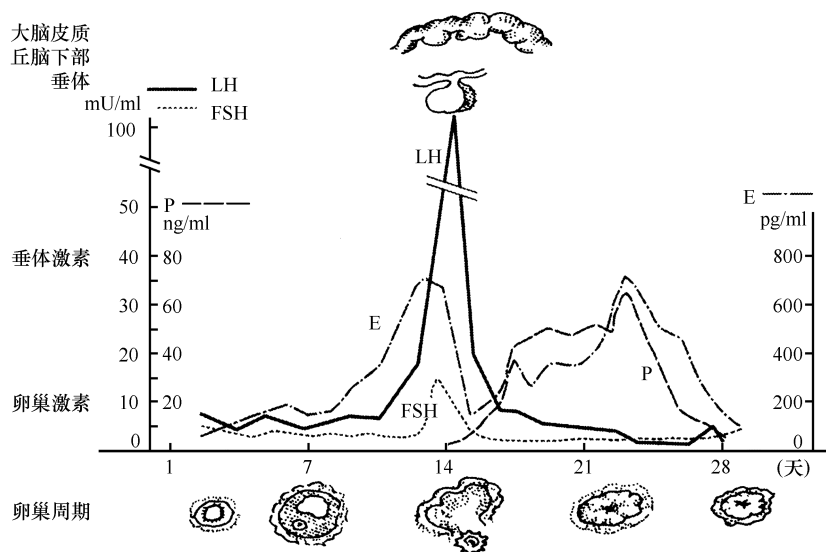 大脑皮质
丘脑下部
垂体
LH
mU/ml
FSH
100
LH
P
ng/ml
E
pg/ml
50
垂体激素
40 80
800
30 60
600
E
20 40
400
P
卵巢激素
10 20
FSH
200
0
0
1 7 14 21 28 (天)
卵巢周期